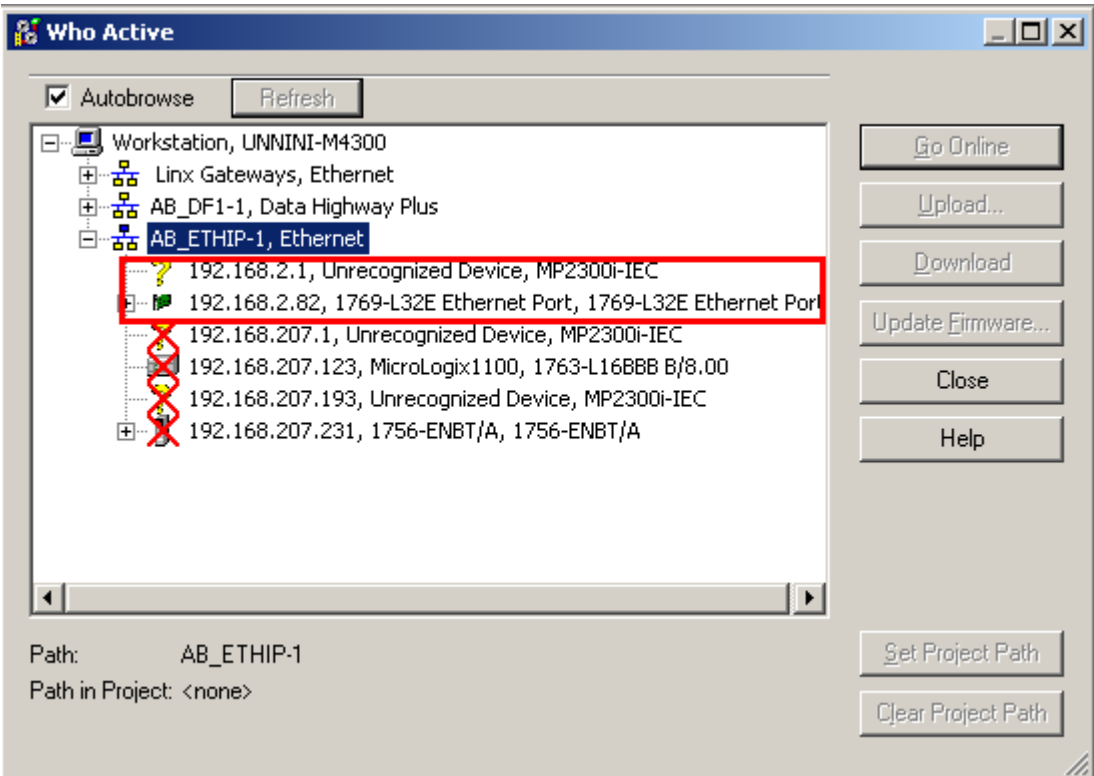 Who Active
Autobrowse Refresh
Workstation, UNNINI-M4300
Linx Gateways, Ethernet
AB_DF1-1, Data Highway Plus
AB_ETHIP-1, Ethernet
192.168.2.1, Unrecognized Device, MP2300i-IEC
192.168.2.82, 1769-L32E Ethernet Port, 1769-L32E Ethernet Port
192.168.207.1, Unrecognized Device, MP2300i-IEC
192.168.207.123, MicroLogix1100, 1763-L16BBB B/8.00
192.168.207.193, Unrecognized Device, MP2300i-IEC
192.168.207.231, 1756-ENBT/A, 1756-ENBT/A
Go Online
Upload...
Download
Update Firmware...
Close
Help
Path: AB_ETHIP-1
Path in Project: <none>
Set Project Path
Clear Project Path